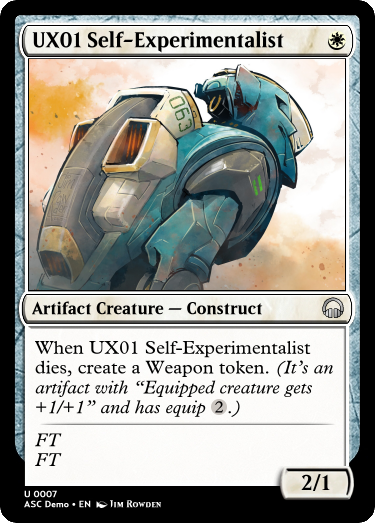 UX01 Self-Experimentalist
063
Artifact Creature — Construct
When UX01 Self-Experimentalist
dies, create a Weapon token. (It's an
artifact with “Equipped creature gets
+1/+1” and has equip 2.)
FT
FT
2/1
U 0007
ASC Demo • EN Jim Rowden